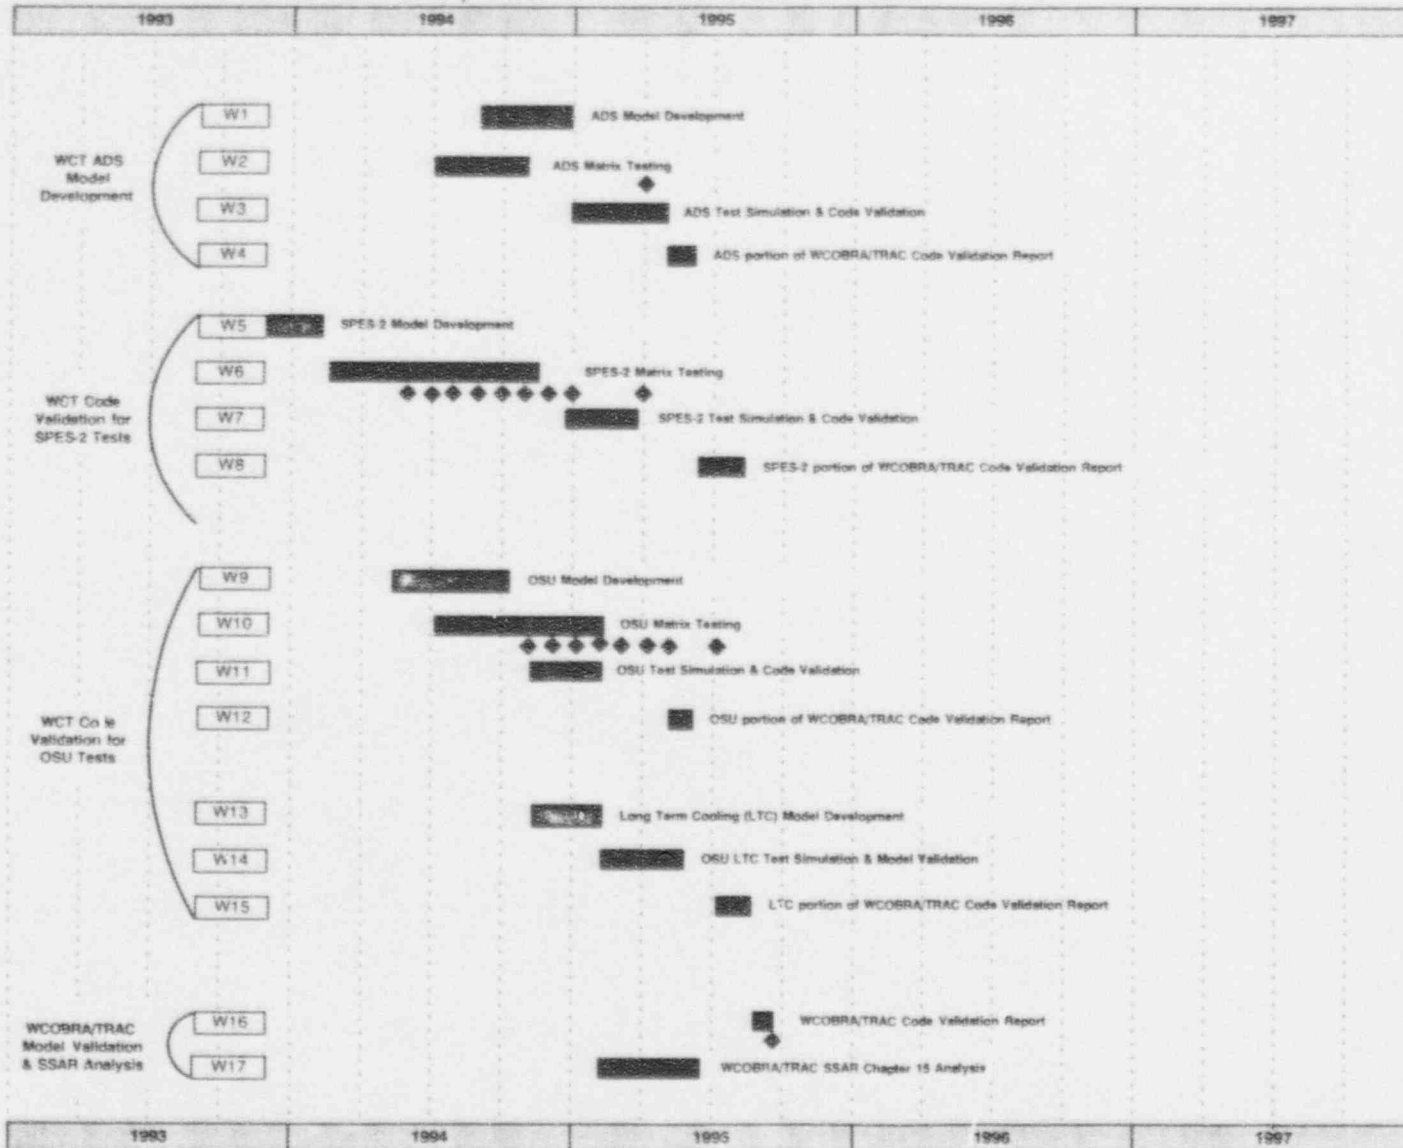 1993 1994 1995 1996 1997
WCT ADS
Model
Development
W1 ADS Model Development
W2 ADS Matrix Testing
W3 ADS Test Simulation & Code Validation
W4 ADS portion of WCOBRA/TRAC Code Validation Report
WCT Code
Validation for
SPES-2 Tests
W5 SPES-2 Model Development
W6 SPES-2 Matrix Testing
W7 SPES-2 Test Simulation & Code Validation
W8 SPES-2 portion of WCOBRA/TRAC Code Validation Report
WCT Co le
Validation for
OSU Tests
W9 OSU Model Development
W10 OSU Matrix Testing
W11 OSU Test Simulation & Code Validation
W12 OSU portion of WCOBRA/TRAC Code Validation Report
W13 Long Term Cooling (LTC) Model Development
W14 OSU LTC Test Simulation & Model Validation
W15 LTC portion of WCOBRA/TRAC Code Validation Report
WCOBRA/TRAC
Model Validation
& SSAR Analysis
W16 WCOBRA/TRAC Code Validation Report
W17 WCOBRA/TRAC SSAR Chapter 15 Analysis
1993 1994 1995 1996 1997